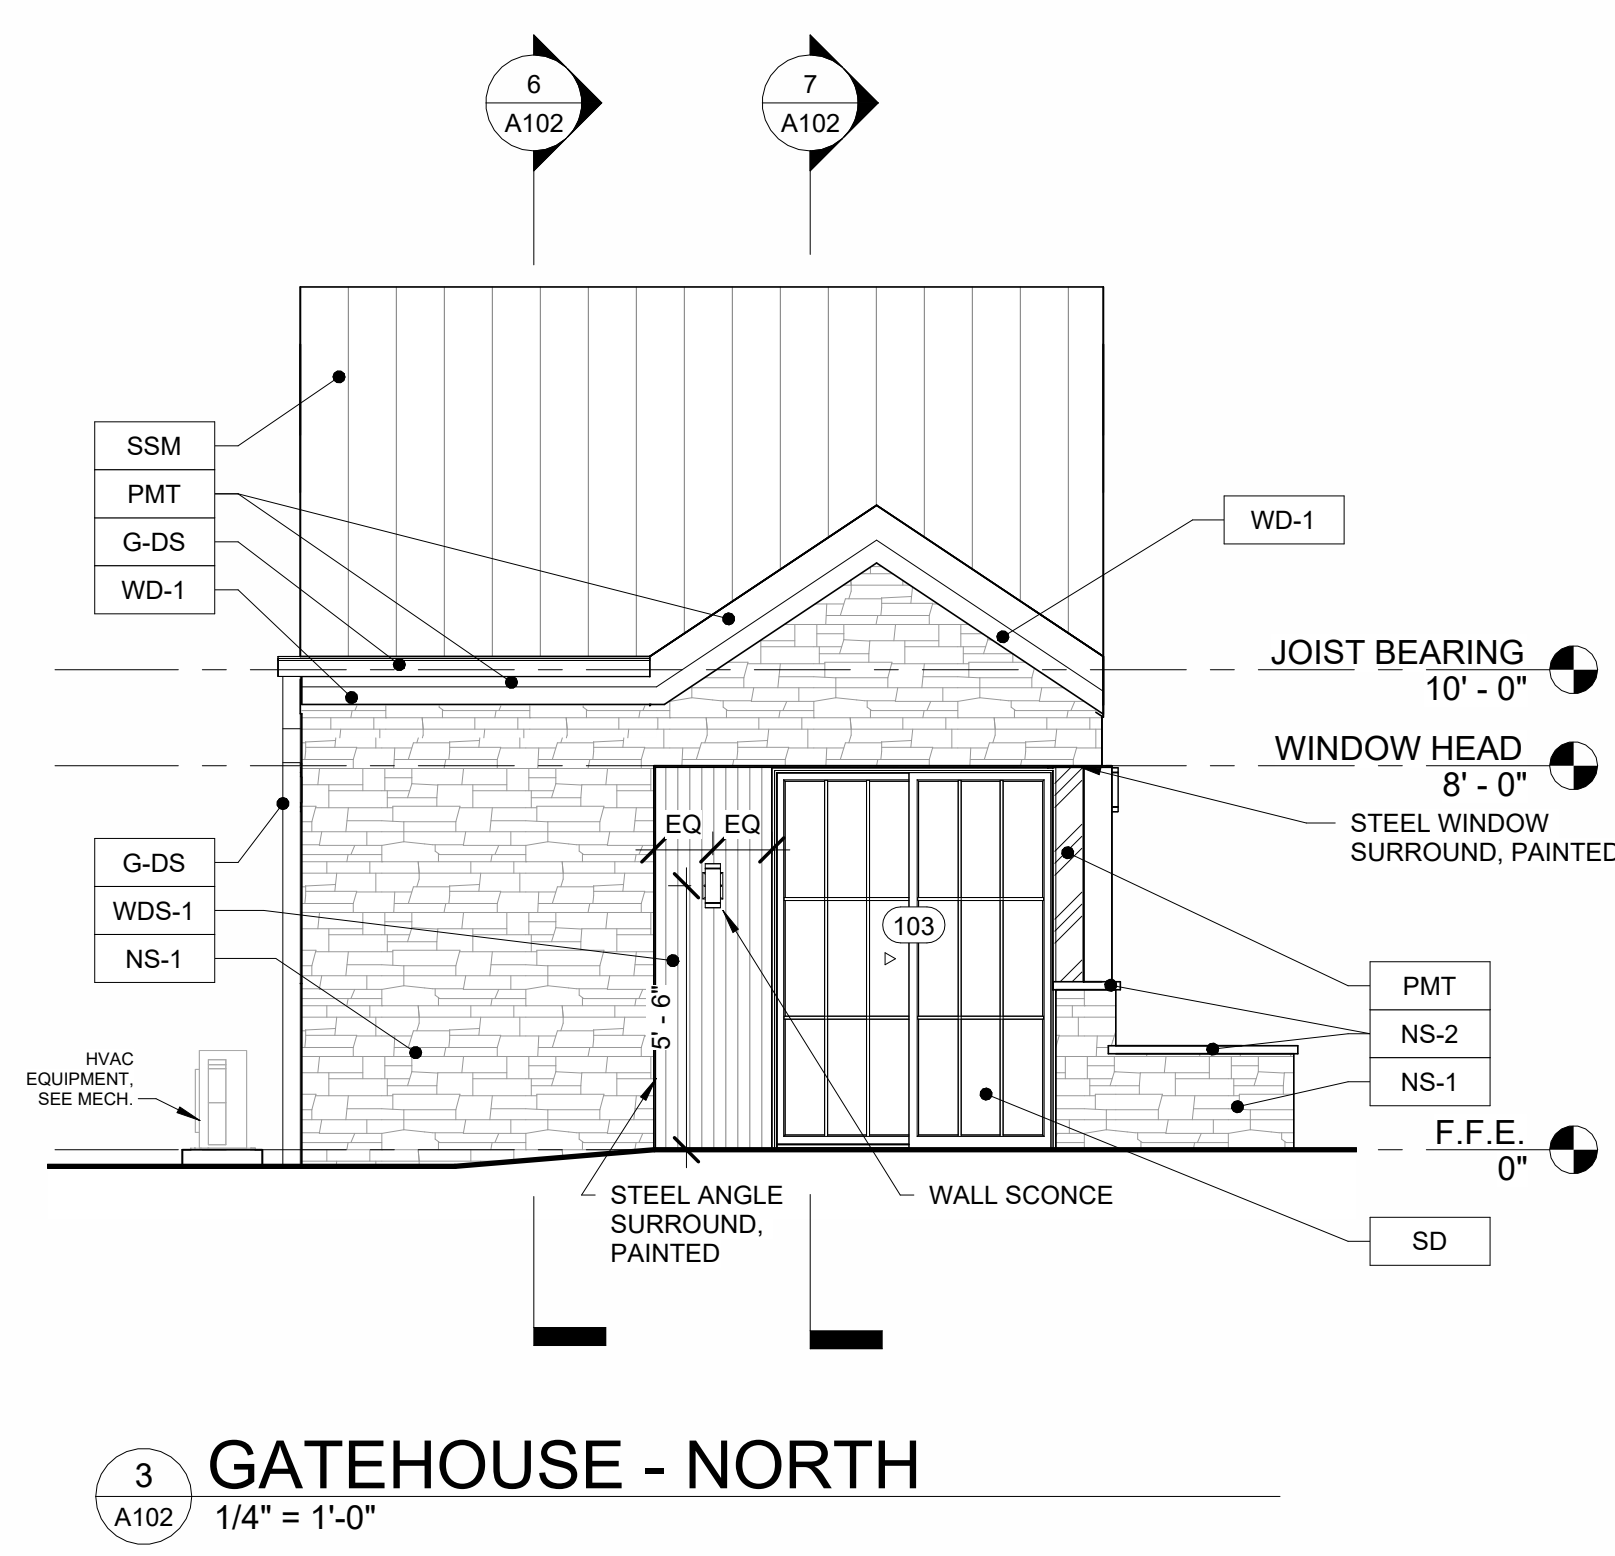 6
A102
7
A102
SSM
PMT
G-DS
WD-1
WD-1
JOIST BEARING
10' - 0"
WINDOW HEAD
8' - 0"
STEEL WINDOW
SURROUND, PAINTED
EQ
EQ
G-DS
WDS-1
NS-1
103
5' - 6"
PMT
NS-2
NS-1
HVAC
EQUIPMENT,
SEE MECH.
F.F.E.
0"
STEEL ANGLE
SURROUND,
PAINTED
WALL SCONCE
SD
3
A102
GATEHOUSE - NORTH
1/4" = 1'-0"